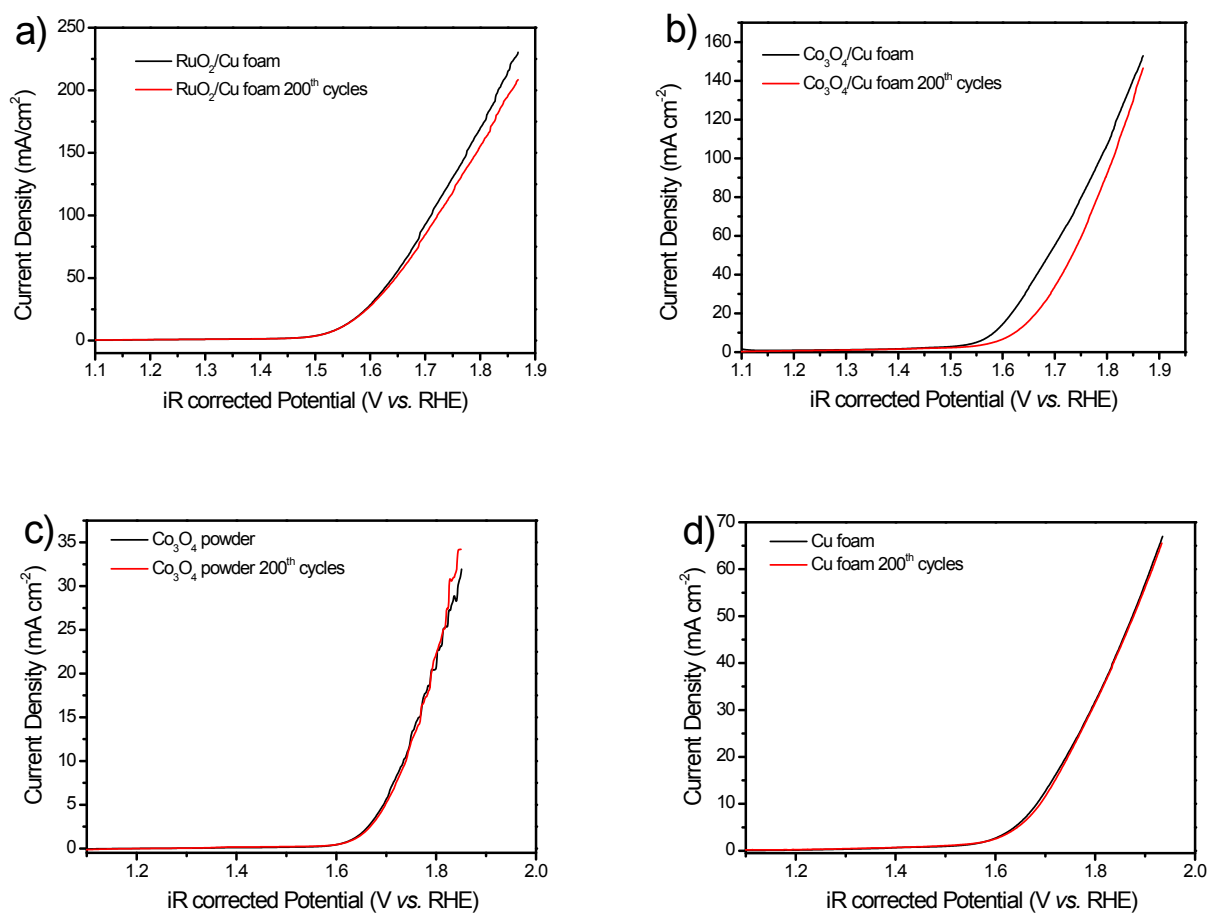 a)
RuO₂/Cu foam
RuO₂/Cu foam 200ᵗʰ cycles
250
200
150
100
50
0
Current Density (mA/cm²)
1.1 1.2 1.3 1.4 1.5 1.6 1.7 1.8 1.9
iR corrected Potential (V vs. RHE)
b)
Co₃O₄/Cu foam
Co₃O₄/Cu foam 200ᵗʰ cycles
160
140
120
100
80
60
40
20
0
Current Density (mA cm⁻²)
1.1 1.2 1.3 1.4 1.5 1.6 1.7 1.8 1.9
iR corrected Potential (V vs. RHE)
c)
Co₃O₄ powder
Co₃O₄ powder 200ᵗʰ cycles
35
30
25
20
15
10
5
0
Current Density (mA cm⁻²)
1.2 1.4 1.6 1.8 2.0
iR corrected Potential (V vs. RHE)
d)
Cu foam
Cu foam 200ᵗʰ cycles
70
60
50
40
30
20
10
0
Current Density (mA cm⁻²)
1.2 1.4 1.6 1.8 2.0
iR corrected Potential (V vs. RHE)